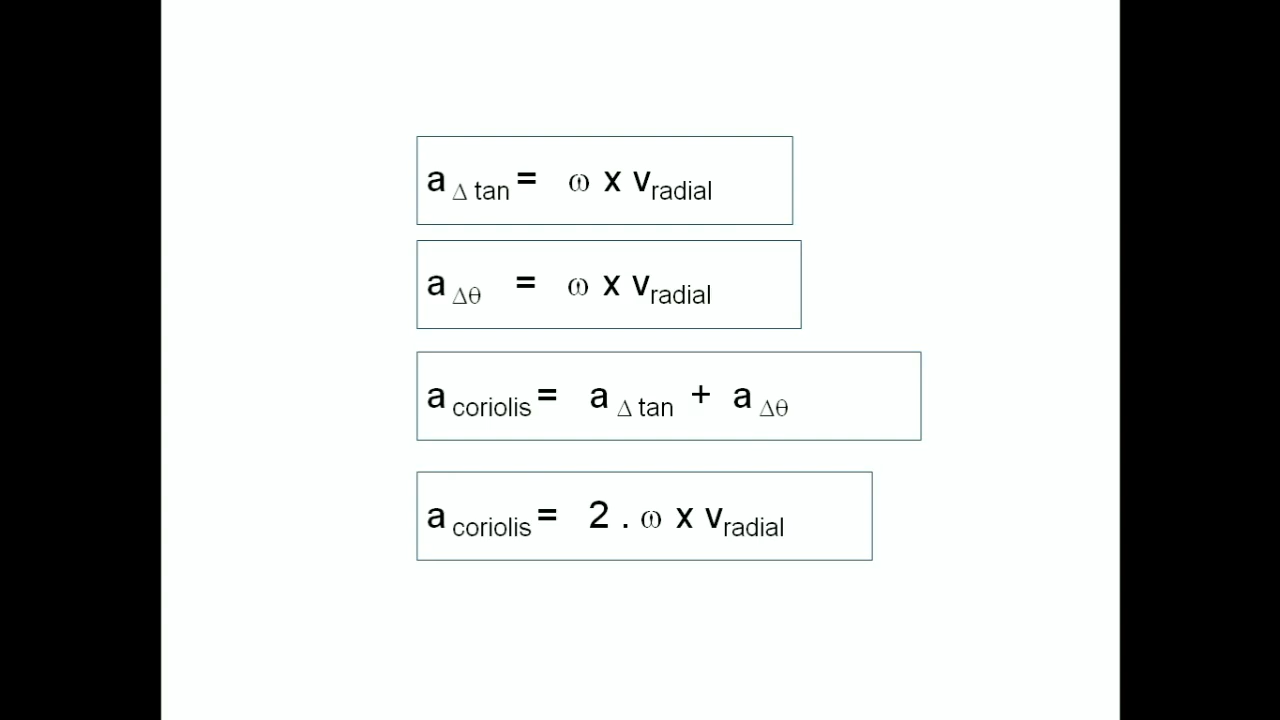 a Δ tan = ω x vradial
a Δθ = ω x vradial
a coriolis = a Δ tan + a Δθ
a coriolis = 2 . ω x vradial